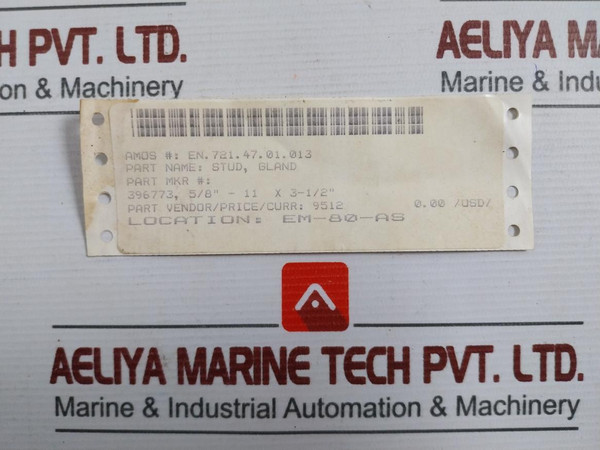 H PVT. LTD.
on & Machinery
AELIYA MA
Marine & Indu
AMOS #: EN.721.47.01.013
PART NAME: STUD, GLAND
PART MKR #:
396773, 5/8" - 11 X 3-1/2"
PART VENDOR/PRICE/CURR: 9512 0.00 /USD/
LOCATION: EM-80-AS
AELIYA MARINE TECH PVT. LTD.
Marine & Industrial Automation & Machinery